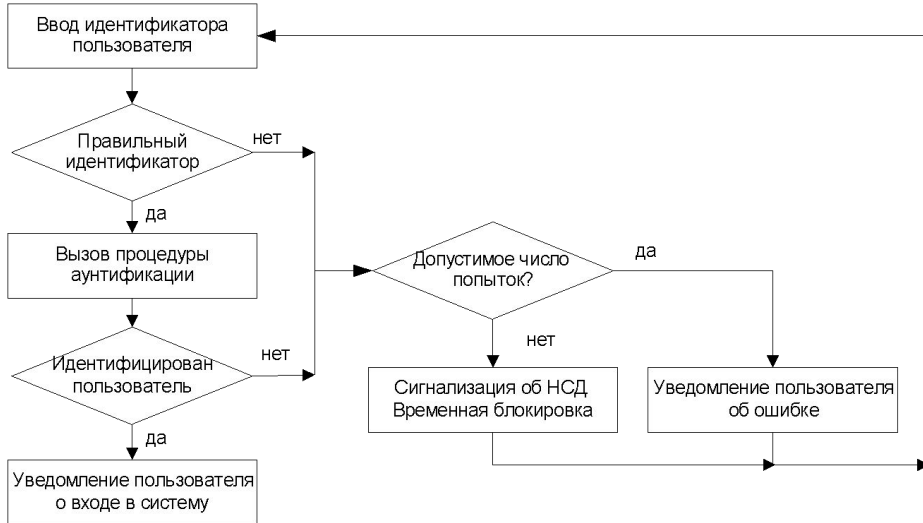 Ввод идентификатора
пользователя
Правильный
идентификатор
нет
да
Вызов процедуры
аунтификации
Идентифицирован
пользователь
нет
да
Уведомление пользователя
о входе в систему
Допустимое число
попыток?
да
нет
Сигнализация об НСД
Временная блокировка
Уведомление пользователя
об ошибке